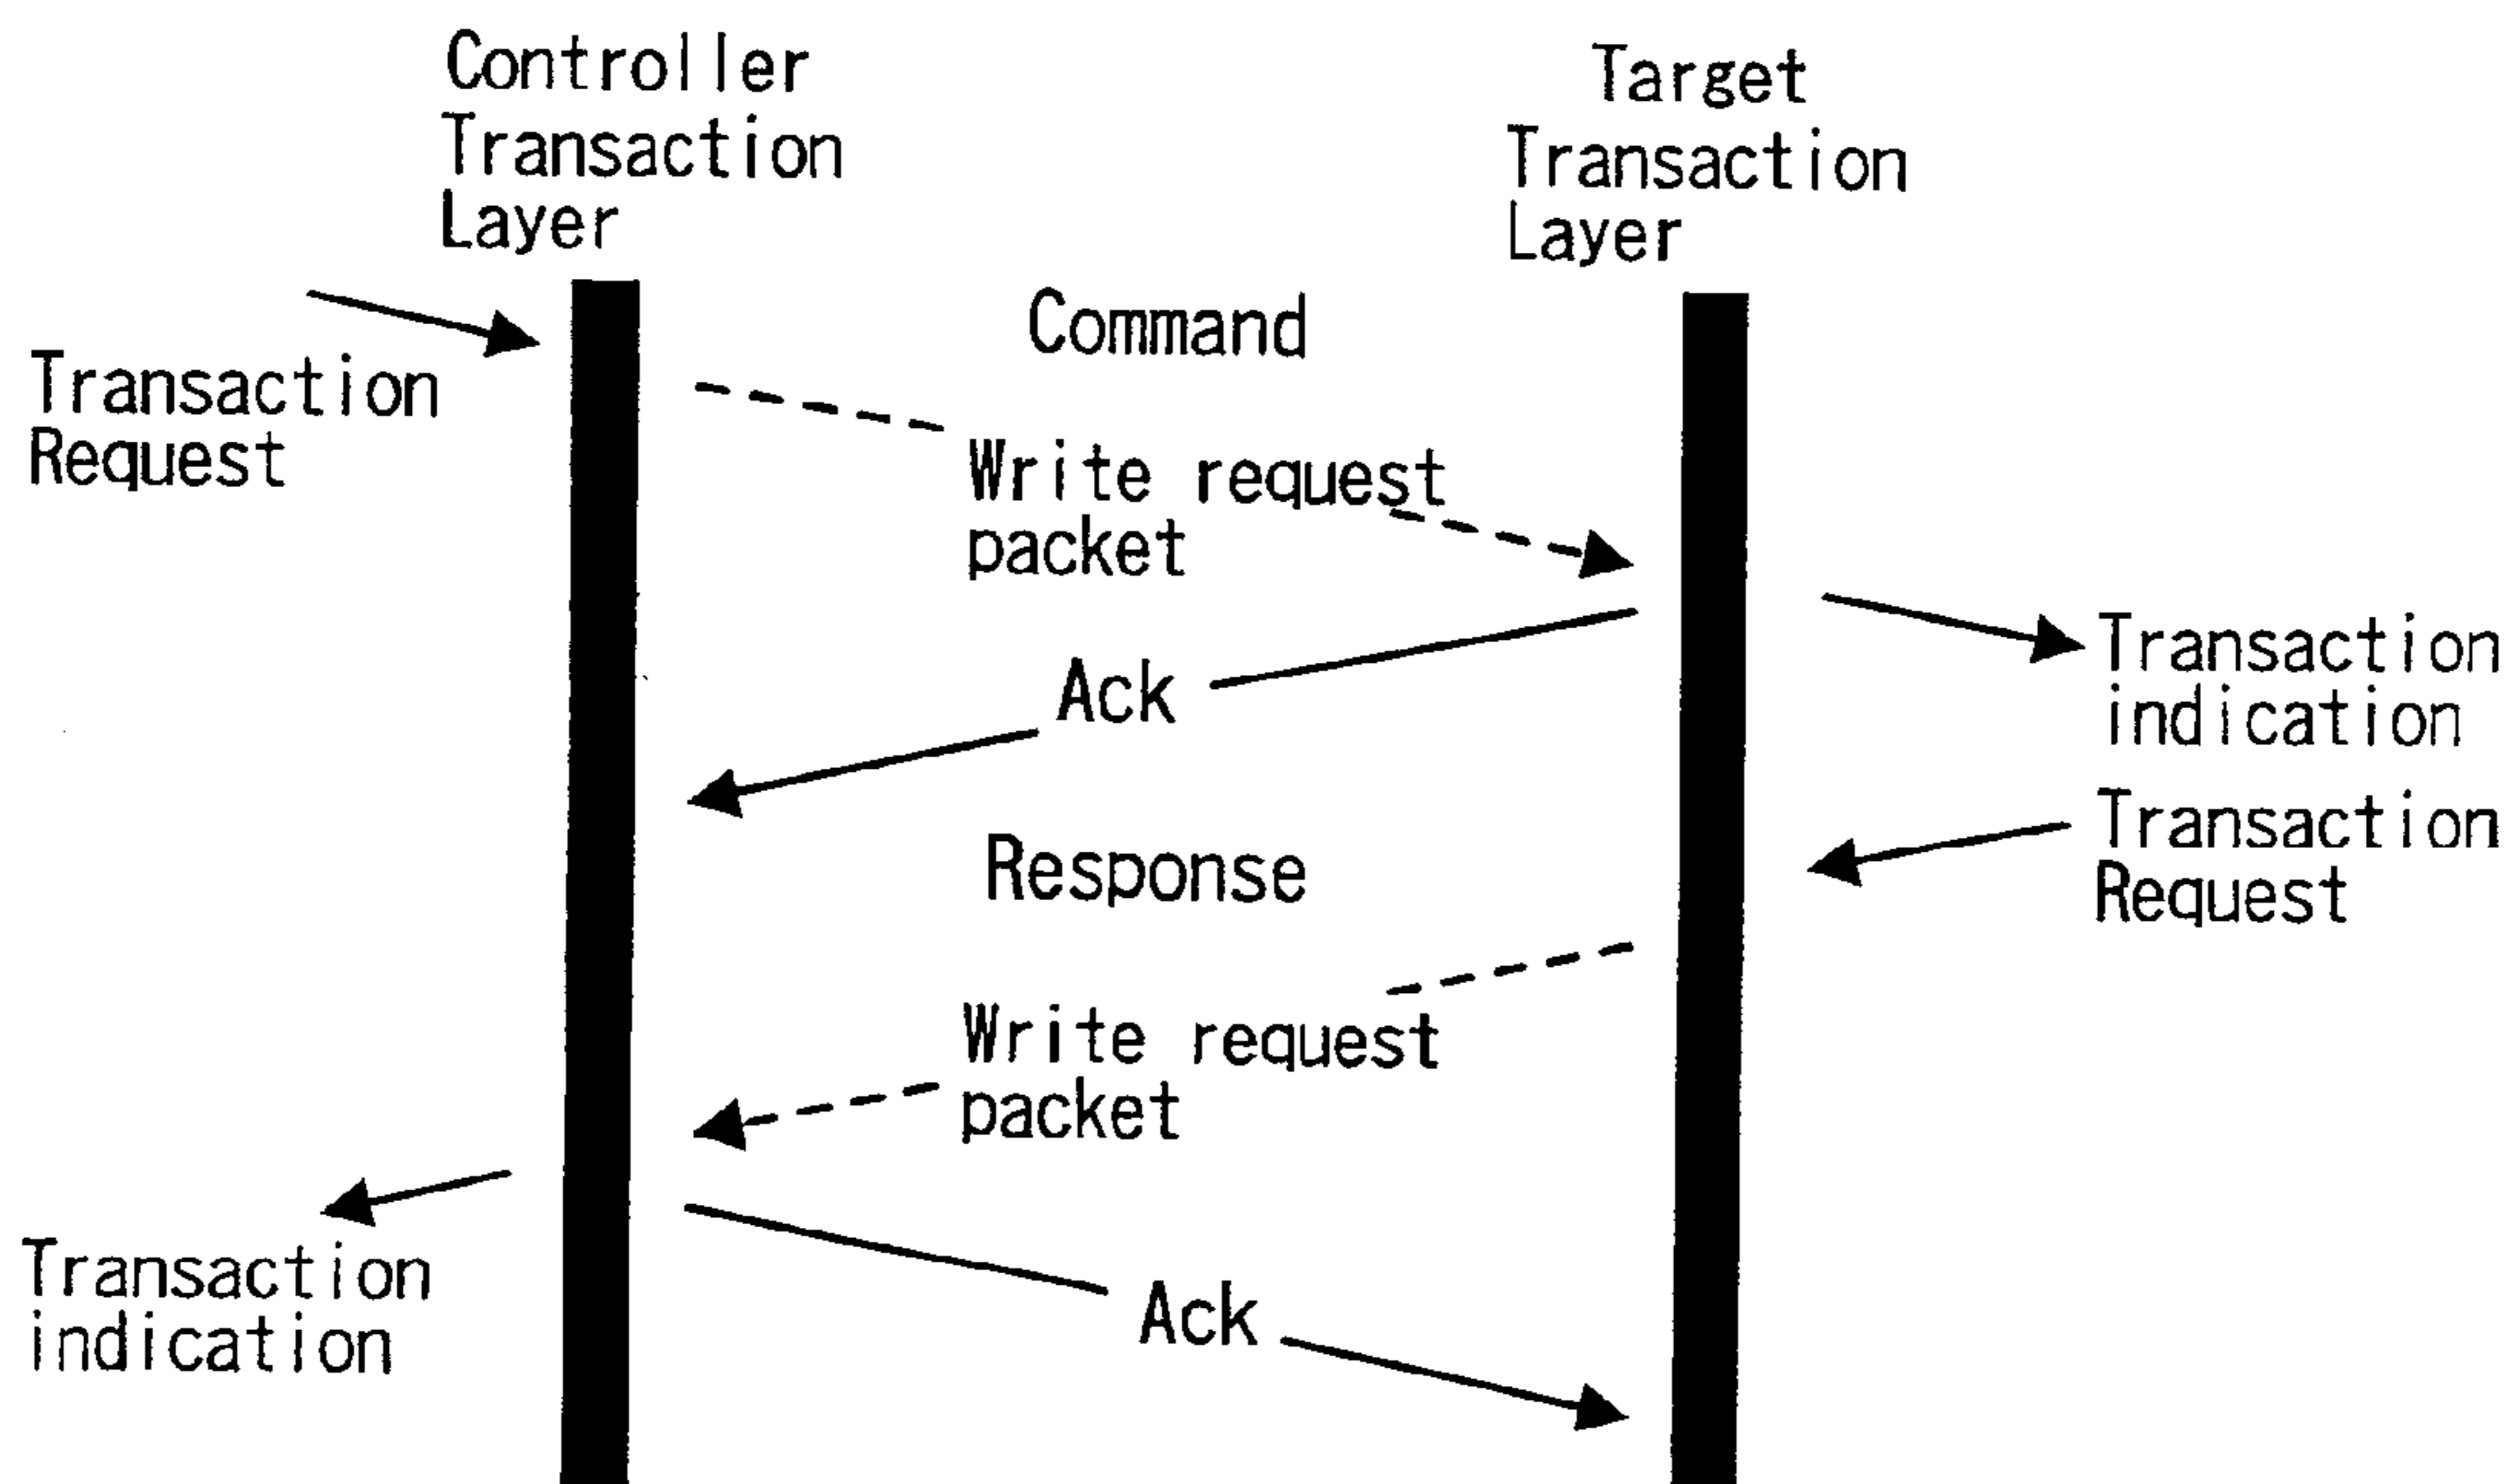 Controller
Transaction
Layer
Target
Transaction
Layer
Command
Transaction
Request
Write request
packet
Transaction
indication
Ack
Transaction
Request
Response
Write request
packet
Transaction
indication
Ack